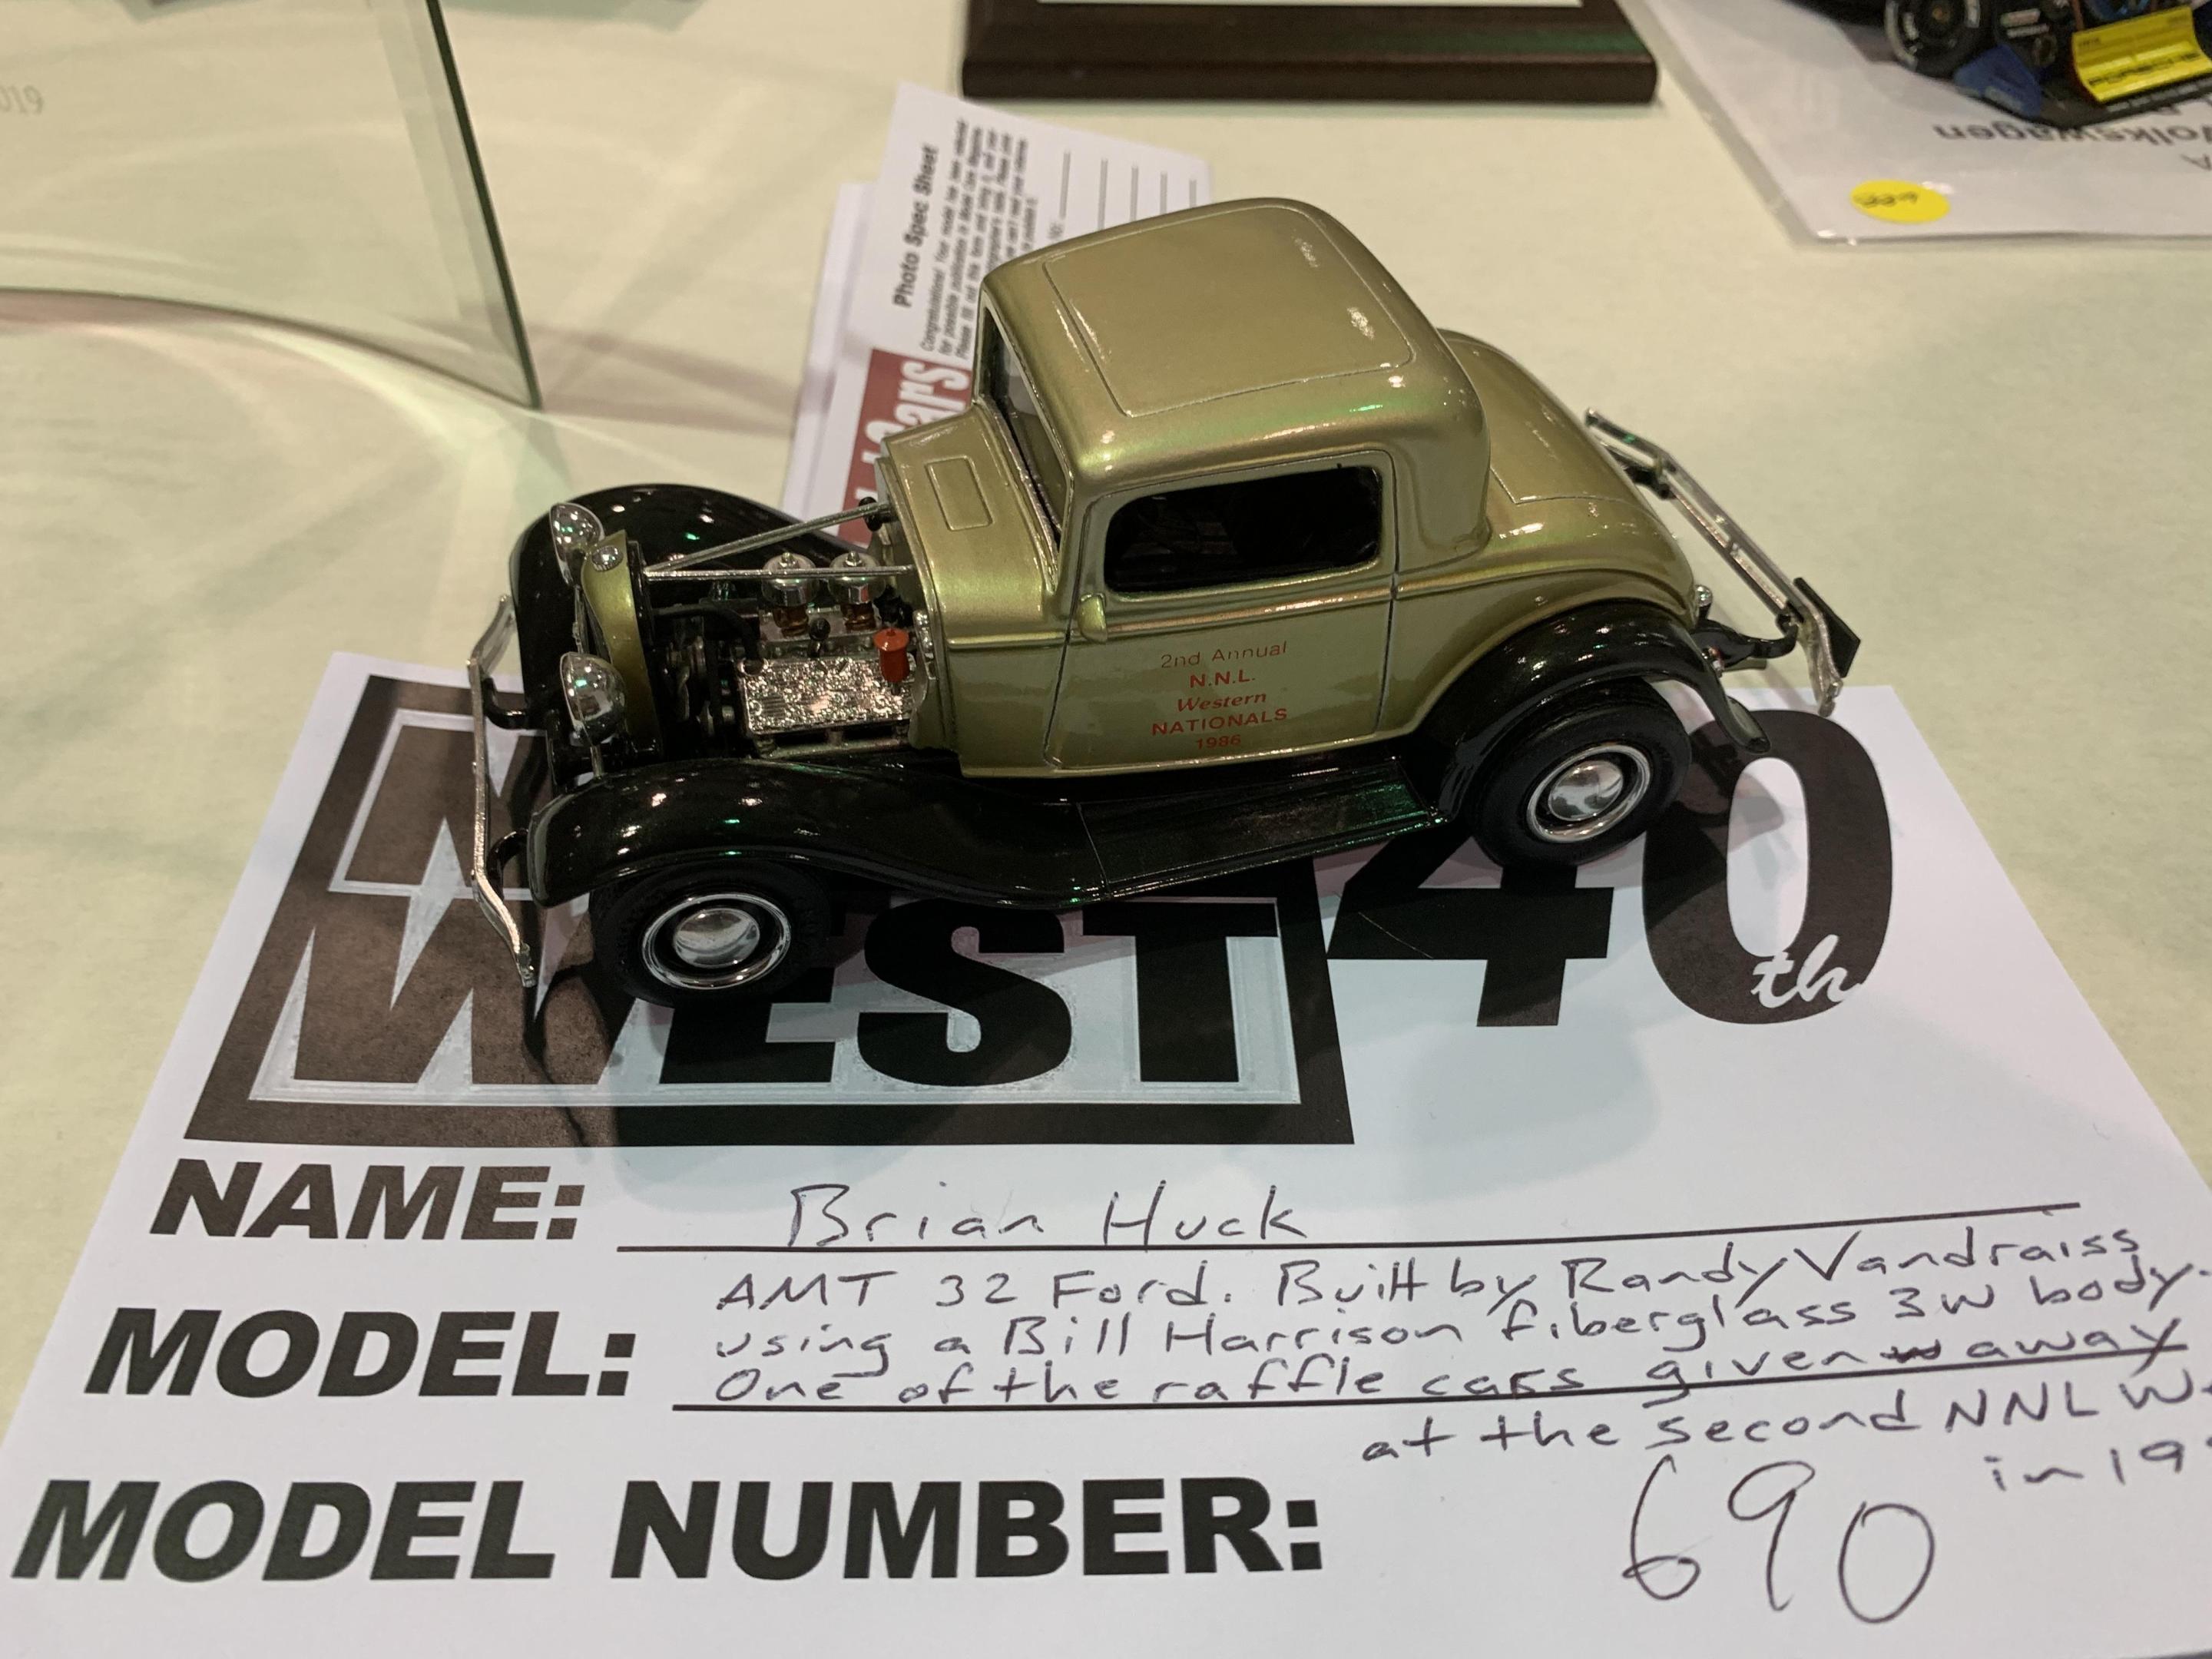 019
Photo Spec Sheet
Cars
Volkswagen
2nd Annual
N.N.L.
Western
NATIONALS
1986
WEST 40th
NAME: Brian Huck
MODEL: AMT 32 Ford. Built by Randy Vandraiss
using a Bill Harrison fiberglass 3W body.
One of the raffle cars given away
at the second NNL W
in 19
MODEL NUMBER: 690